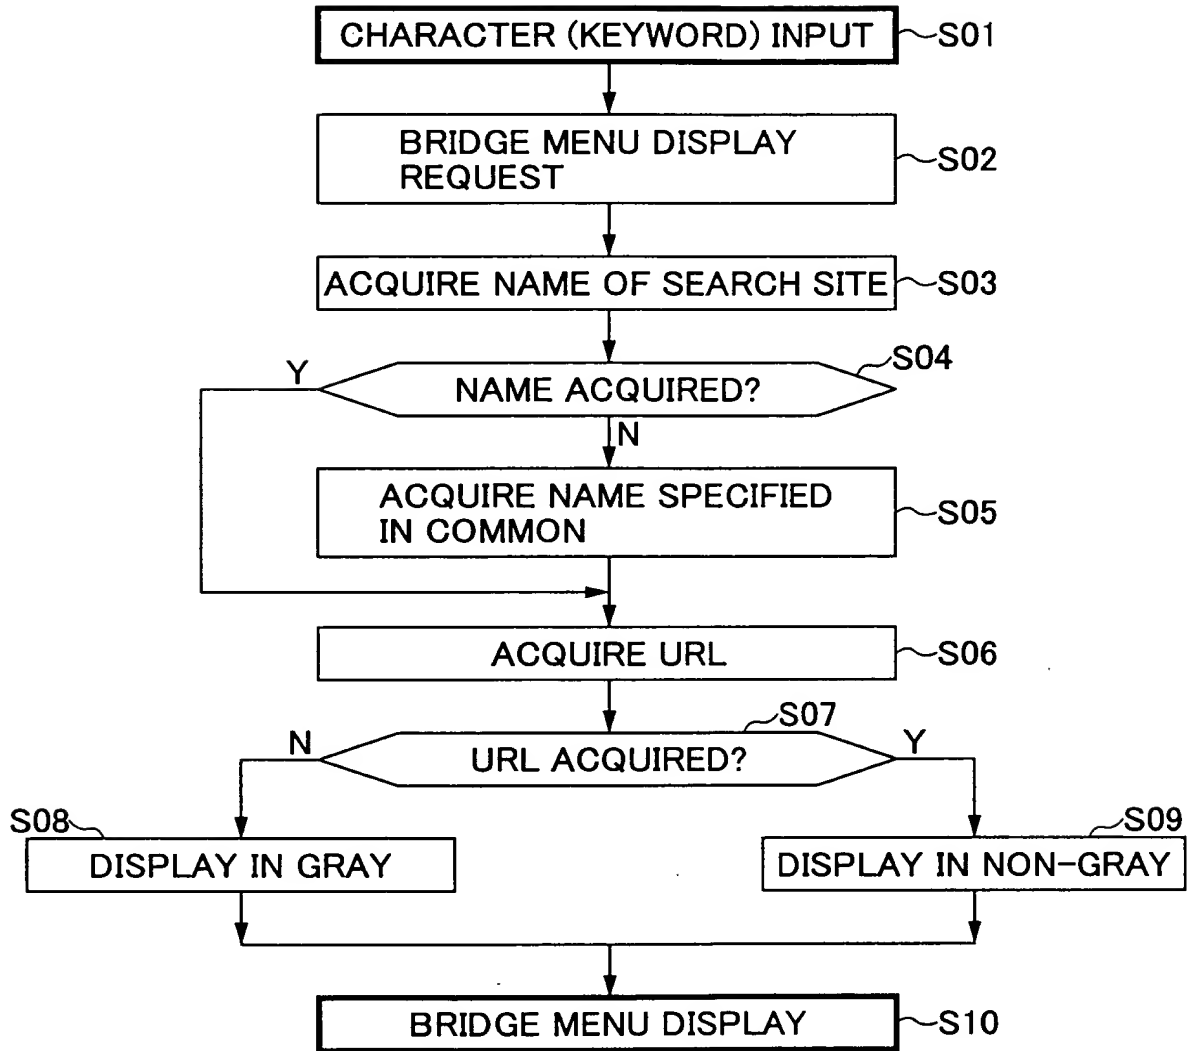 CHARACTER (KEYWORD) INPUT S01
BRIDGE MENU DISPLAY
REQUEST
S02
ACQUIRE NAME OF SEARCH SITE S03
S04
Y
NAME ACQUIRED?
N
ACQUIRE NAME SPECIFIED
IN COMMON
S05
ACQUIRE URL S06
S07
N
URL ACQUIRED?
Y
S08
DISPLAY IN GRAY
S09
DISPLAY IN NON-GRAY
BRIDGE MENU DISPLAY S10